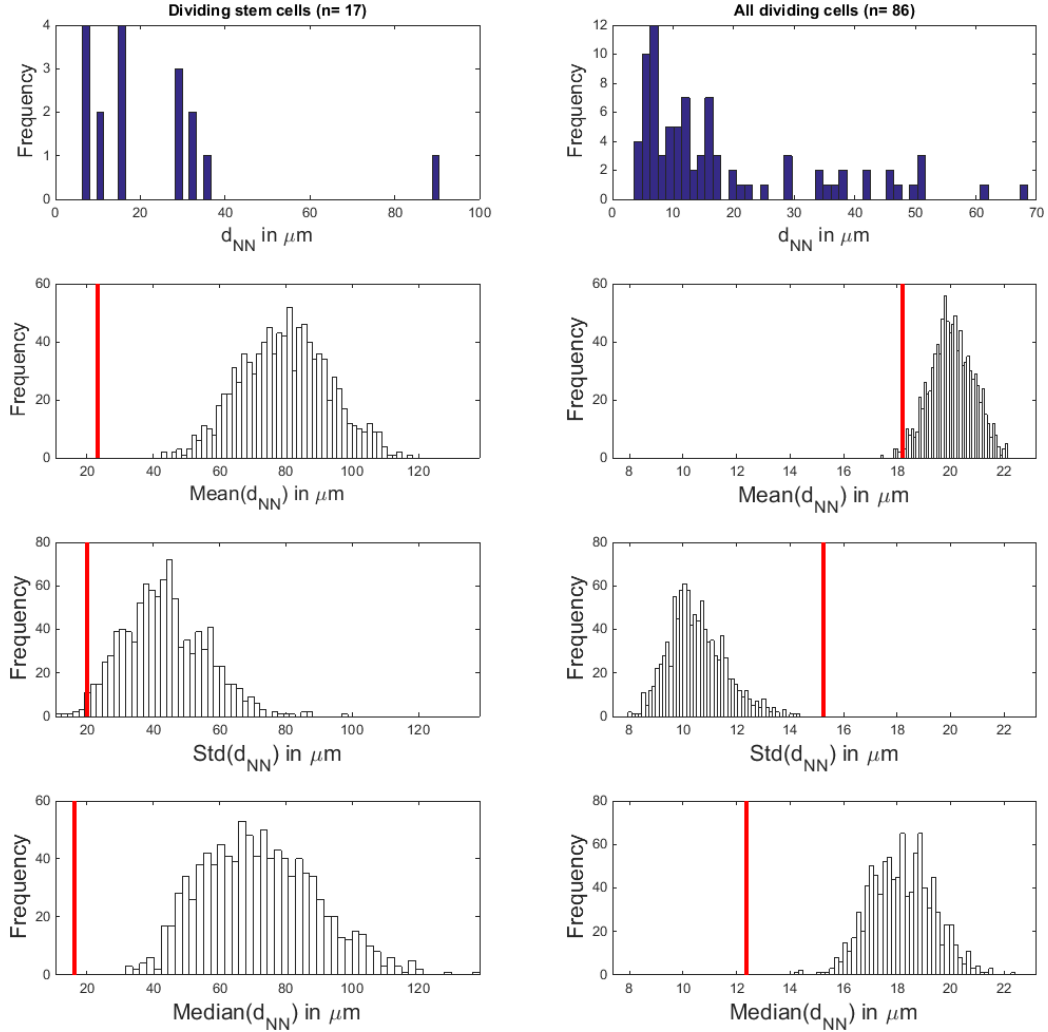 Dividing stem cells (n= 17)
4
3
2
1
0
Frequency
0 20 40 60 80 100
d_NN in μm
All dividing cells (n= 86)
12
10
8
6
4
2
0
Frequency
0 10 20 30 40 50 60 70
d_NN in μm
60
40
20
0
Frequency
20 40 60 80 100 120
Mean(d_NN) in μm
60
40
20
0
Frequency
8 10 12 14 16 18 20 22
Mean(d_NN) in μm
80
60
40
20
0
Frequency
20 40 60 80 100 120
Std(d_NN) in μm
80
60
40
20
0
Frequency
8 10 12 14 16 18 20 22
Std(d_NN) in μm
60
40
20
0
Frequency
20 40 60 80 100 120
Median(d_NN) in μm
80
60
40
20
0
Frequency
8 10 12 14 16 18 20 22
Median(d_NN) in μm